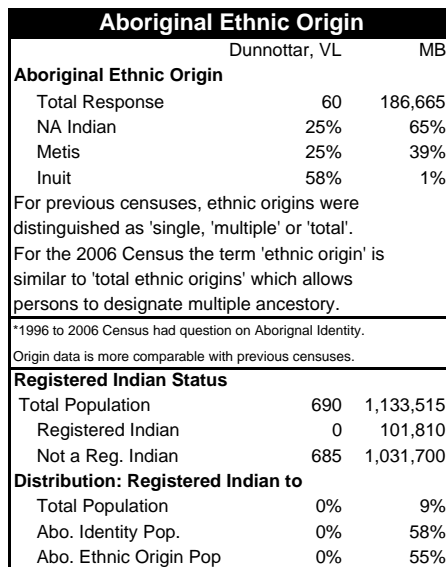 Aboriginal Ethnic Origin
Dunnottar, VL MB
Aboriginal Ethnic Origin
Total Response 60 186,665
NA Indian 25% 65%
Metis 25% 39%
Inuit 58% 1%
For previous censuses, ethnic origins were
distinguished as 'single, 'multiple' or 'total'.
For the 2006 Census the term 'ethnic origin' is
similar to 'total ethnic origins' which allows
persons to designate multiple ancestory.
*1996 to 2006 Census had question on Aborignal Identity.
Origin data is more comparable with previous censuses.
Registered Indian Status
Total Population 690 1,133,515
Registered Indian 0 101,810
Not a Reg. Indian 685 1,031,700
Distribution: Registered Indian to
Total Population 0% 9%
Abo. Identity Pop. 0% 58%
Abo. Ethnic Origin Pop 0% 55%